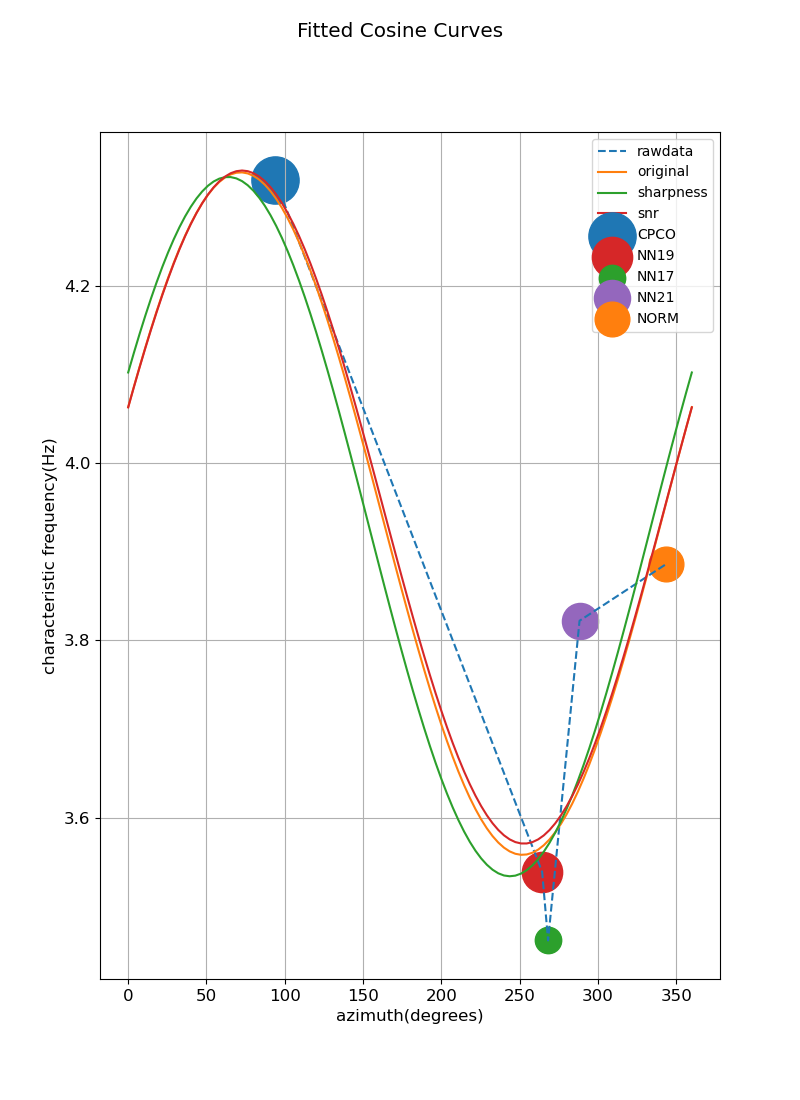 Fitted Cosine Curves
rawdata
original
sharpness
snr
CPCO
NN19
NN17
NN21
NORM
characteristic frequency(Hz)
4.2
4.0
3.8
3.6
0 50 100 150 200 250 300 350
azimuth(degrees)